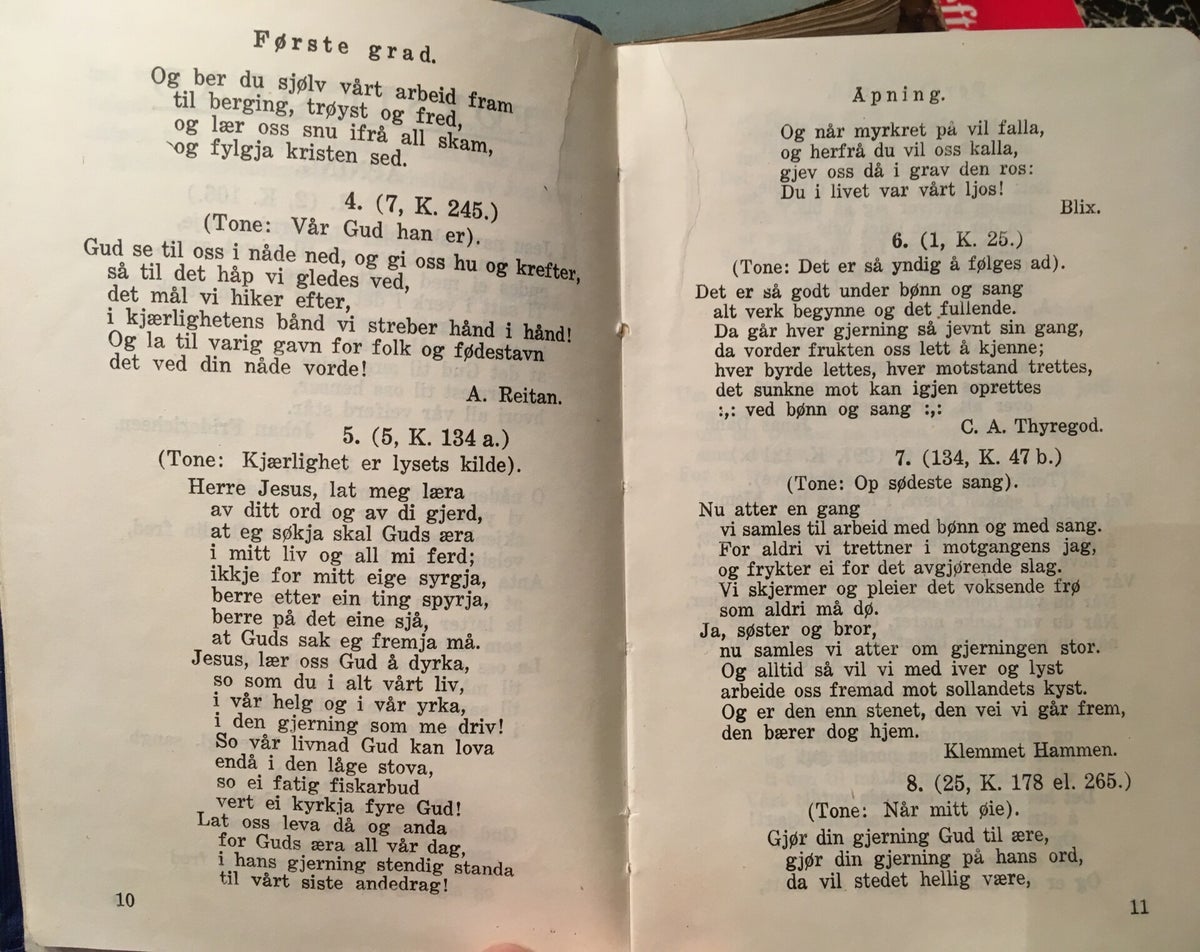 Første grad.
Og ber du sjølv vårt arbeid fram
til berging, trøyst og fred,
og lær oss snu ifrå all skam,
og fylgja kristen sed.
4. (7, K. 245.)
(Tone: Vår Gud han er).
Gud se til oss i nåde ned, og gi oss hu og krefter,
så til det håp vi gledes ved,
det mål vi hiker efter,
i kjærlighetens bånd vi streber hånd i hånd!
Og la til varig gavn for folk og fødestavn
det ved din nåde vorde!
A. Reitan.
5. (5, K. 134 a.)
(Tone: Kjærlighet er lysets kilde).
Herre Jesus, lat meg læra
av ditt ord og av di gjerd,
at eg søkja skal Guds æra
i mitt liv og all mi ferd;
ikkje for mitt eige syrgja,
berre etter ein ting spyrja,
berre på det eine sjå,
at Guds sak eg fremja må.
Jesus, lær oss Gud å dyrka,
so som du i alt vårt liv,
i vår helg og i vår yrka,
i den gjerning som me driv!
So vår livnad Gud kan lova
endå i den låge stova,
so ei fatig fiskarbud
vert ei kyrkja fyre Gud!
Lat oss leva då og anda
for Guds æra all vår dag,
i hans gjerning stendig standa
til vårt siste andedrag!
10
Apning.
Og når myrkret på vil falla,
og herfrå du vil oss kalla,
gjev oss då i grav den ros:
Du i livet var vårt ljos!
Blix.
6. (1, K. 25.)
(Tone: Det er så yndig å følges ad).
Det er så godt under bønn og sang
alt verk begynne og det fullende.
Da går hver gjerning så jevnt sin gang,
da vorder frukten oss lett å kjenne;
hver byrde lettes, hver motstand trettes,
det sunkne mot kan igjen oprettes
:,: ved bønn og sang :,:
C. A. Thyregod.
7. (134, K. 47 b.)
(Tone: Op sødeste sang).
Nu atter en gang
vi samles til arbeid med bønn og med sang.
For aldri vi trettner i motgangens jag,
og frykter ei for det avgjørende slag.
Vi skjermer og pleier det voksende frø
som aldri må dø.
Ja, søster og bror,
nu samles vi atter om gjerningen stor.
Og alltid så vil vi med iver og lyst
arbeide oss fremad mot sollandets kyst.
Og er den enn stenet, den vei vi går frem,
den bærer dog hjem.
Klemmet Hammen.
8. (25, K. 178 el. 265.)
(Tone: Når mitt øie).
Gjør din gjerning Gud til ære,
gjør din gjerning på hans ord,
da vil stedet hellig være,
11